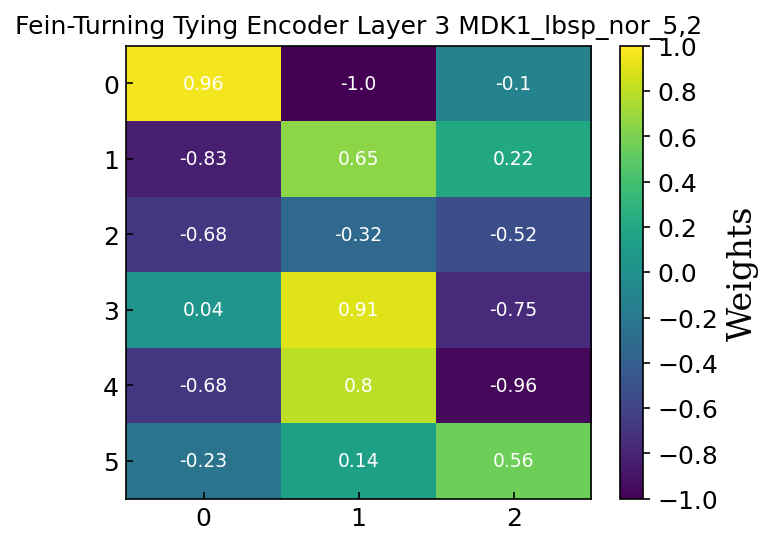 Fein-Turning Tying Encoder Layer 3 MDK1_lbsp_nor_5,2
0 0.96 -1.0 -0.1
1 -0.83 0.65 0.22
2 -0.68 -0.32 -0.52
3 0.04 0.91 -0.75
4 -0.68 0.8 -0.96
5 -0.23 0.14 0.56
0 1 2
1.0
0.8
0.6
0.4
0.2
0.0
−0.2
−0.4
−0.6
−0.8
−1.0
Weights